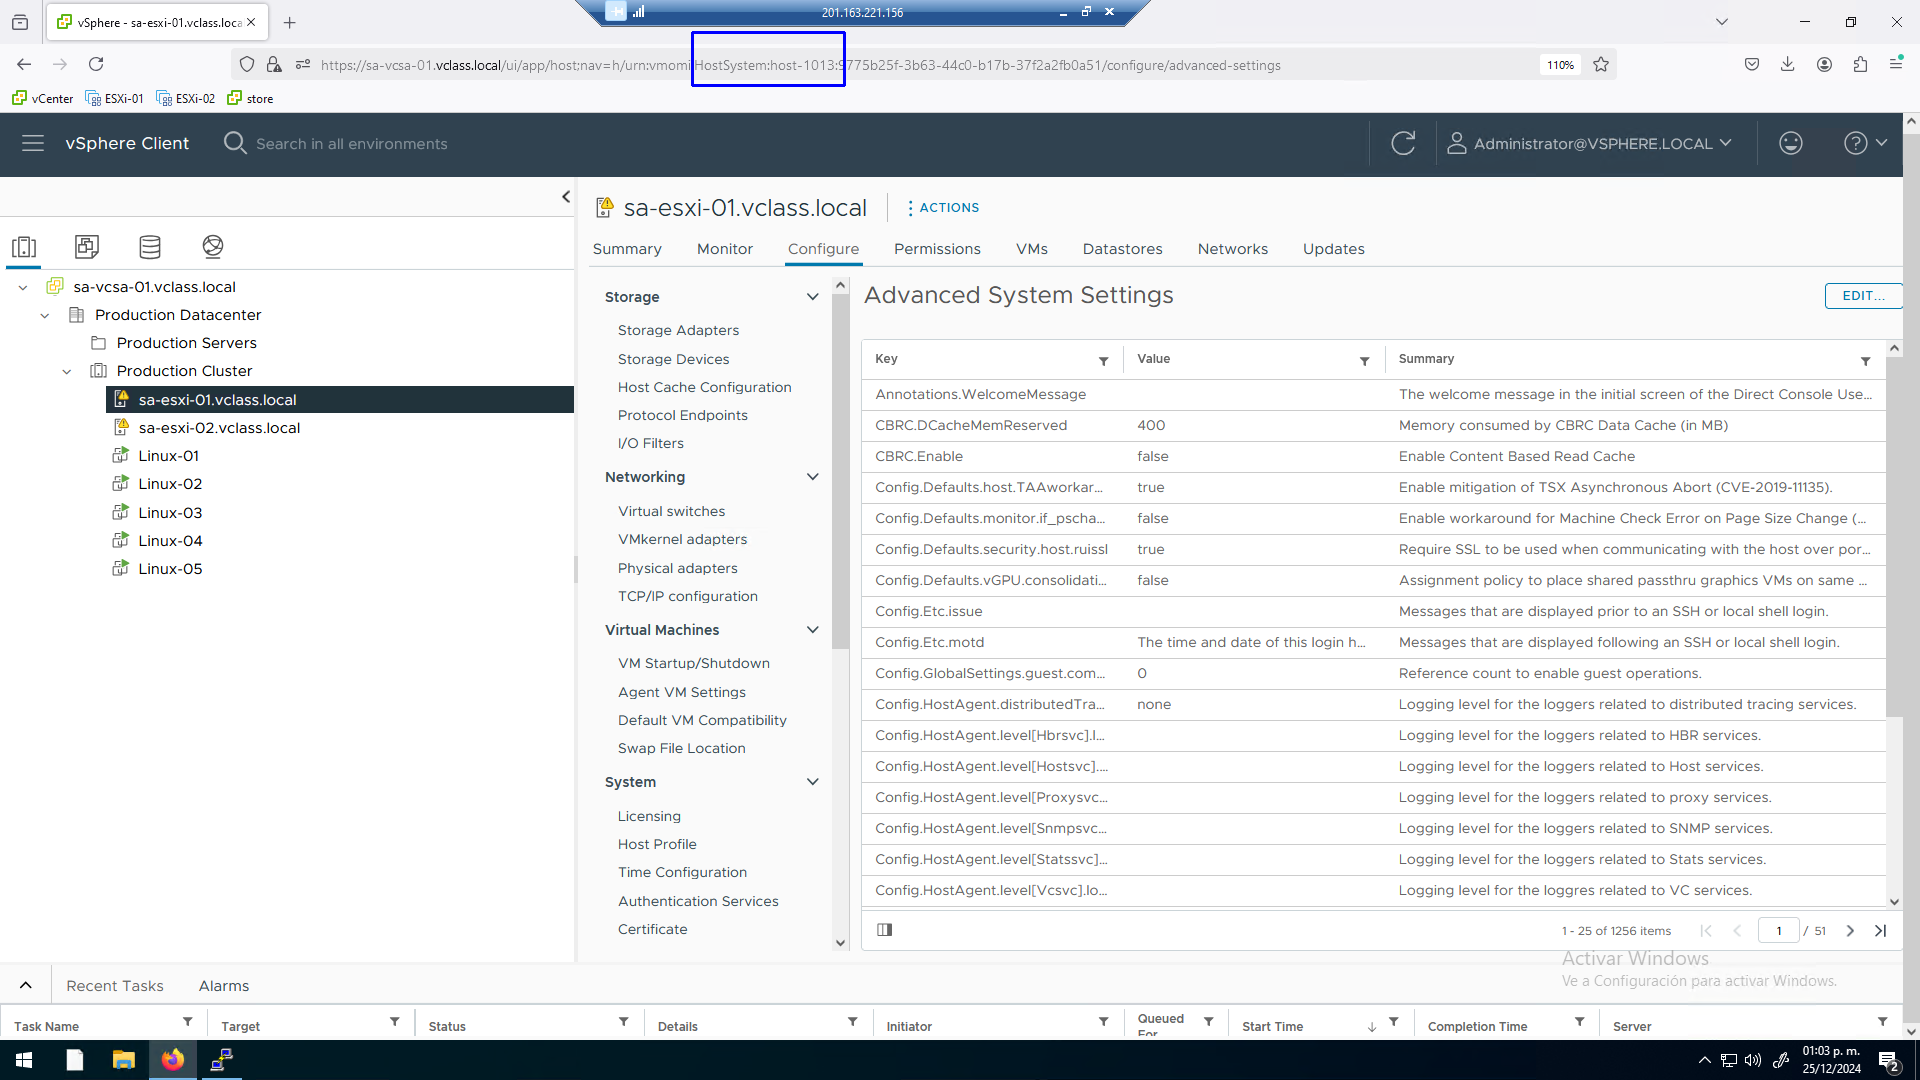 vSphere - sa-esxi-01.vclass.loca
201.163.221.156
https://sa-vcsa-01.vclass.local/ui/app/host;nav=h/urn:vmomi:HostSystem:host-1013:9775b25f-3b63-44c0-b17b-37f2a2fb0a51/configure/advanced-settings
110%
vCenter
ESXi-01
ESXi-02
store
vSphere Client
Search in all environments
Administrator@VSPHERE.LOCAL
sa-esxi-01.vclass.local
ACTIONS
Summary
Monitor
Configure
Permissions
VMs
Datastores
Networks
Updates
sa-vcsa-01.vclass.local
Production Datacenter
Production Servers
Production Cluster
sa-esxi-01.vclass.local
sa-esxi-02.vclass.local
Linux-01
Linux-02
Linux-03
Linux-04
Linux-05
Storage
Storage Adapters
Storage Devices
Host Cache Configuration
Protocol Endpoints
I/O Filters
Networking
Virtual switches
VMkernel adapters
Physical adapters
TCP/IP configuration
Virtual Machines
VM Startup/Shutdown
Agent VM Settings
Default VM Compatibility
Swap File Location
System
Licensing
Host Profile
Time Configuration
Authentication Services
Certificate
Advanced System Settings
EDIT...
Key Value Summary
Annotations.WelcomeMessage The welcome message in the initial screen of the Direct Console Use...
CBRC.DCacheMemReserved 400 Memory consumed by CBRC Data Cache (in MB)
CBRC.Enable false Enable Content Based Read Cache
Config.Defaults.host.TAAworkar... true Enable mitigation of TSX Asynchronous Abort (CVE-2019-11135).
Config.Defaults.monitor.if_pscha... false Enable workaround for Machine Check Error on Page Size Change (...
Config.Defaults.security.host.ruissl true Require SSL to be used when communicating with the host over por...
Config.Defaults.vGPU.consolidati... false Assignment policy to place shared passthru graphics VMs on same ...
Config.Etc.issue Messages that are displayed prior to an SSH or local shell login.
Config.Etc.motd The time and date of this login h... Messages that are displayed following an SSH or local shell login.
Config.GlobalSettings.guest.com... 0 Reference count to enable guest operations.
Config.HostAgent.distributedTra... none Logging level for the loggers related to distributed tracing services.
Config.HostAgent.level[Hbrsvc].l... Logging level for the loggers related to HBR services.
Config.HostAgent.level[Hostsvc].... Logging level for the loggers related to Host services.
Config.HostAgent.level[Proxysvc... Logging level for the loggers related to proxy services.
Config.HostAgent.level[Snmpsvc... Logging level for the loggers related to SNMP services.
Config.HostAgent.level[Statssvc]... Logging level for the loggers related to Stats services.
Config.HostAgent.level[Vcsvc].lo... Logging level for the loggres related to VC services.
1 - 25 of 1256 items
1 / 51
Activar Windows
Ve a Configuración para activar Windows.
Recent Tasks
Alarms
Task Name
Target
Status
Details
Initiator
Queued For
Start Time
Completion Time
Server
01:03 p. m.
25/12/2024
2